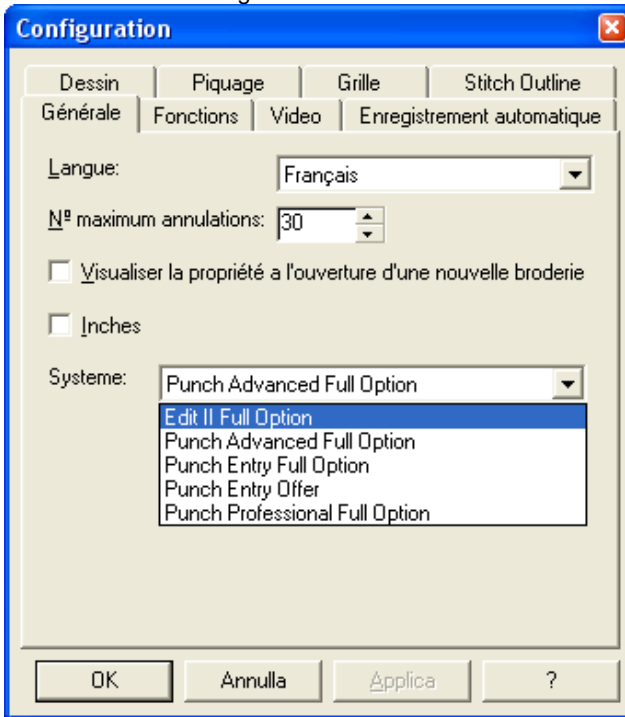 Configuration
Dessin Piquage Grille Stitch Outline
Générale Fonctions Video Enregistrement automatique
Langue: Français
Nº maximum annulations: 30
Visualiser la propriété a l'ouverture d'une nouvelle broderie
Inches
Systeme: Punch Advanced Full Option
Edit II Full Option
Punch Advanced Full Option
Punch Entry Full Option
Punch Entry Offer
Punch Professional Full Option
OK Annulla Applica ?